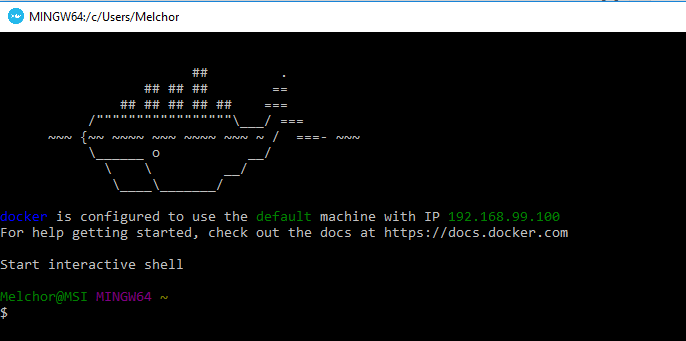 MINGW64:/c/Users/Melchor
                        ##         .
                  ## ## ##        ==
               ## ## ## ## ##    ===
           /"""""""""""""""""\___/ ===
      ~~~ {~~ ~~~~ ~~~ ~~~~ ~~~ ~ /  ===- ~~~
           \______ o           __/
             \    \         __/
              \____\_______/
docker is configured to use the default machine with IP 192.168.99.100
For help getting started, check out the docs at https://docs.docker.com
Start interactive shell
Melchor@MSI MINGW64 ~
$